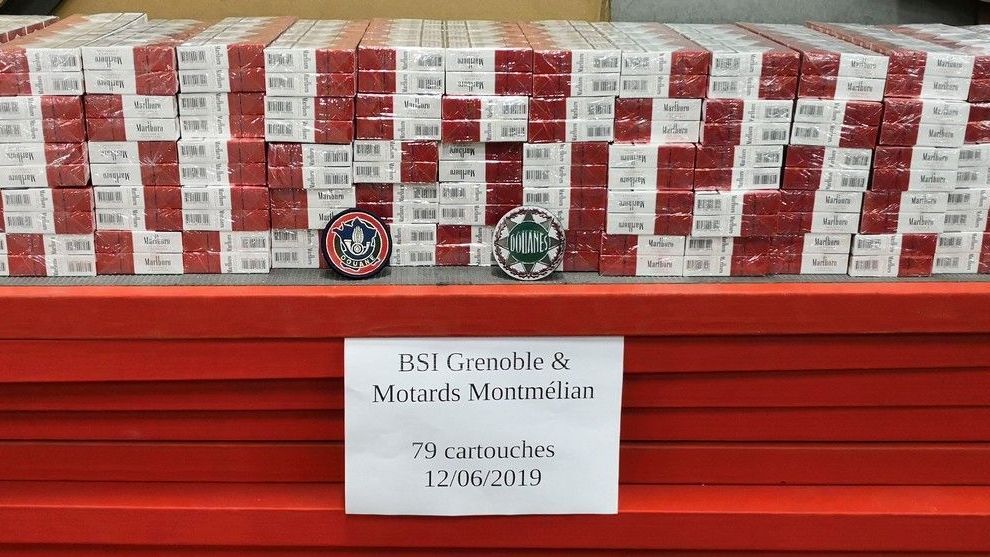 Marlboro
DOUANE
DOUANES
BSI Grenoble &
Motards Montmélian
79 cartouches
12/06/2019